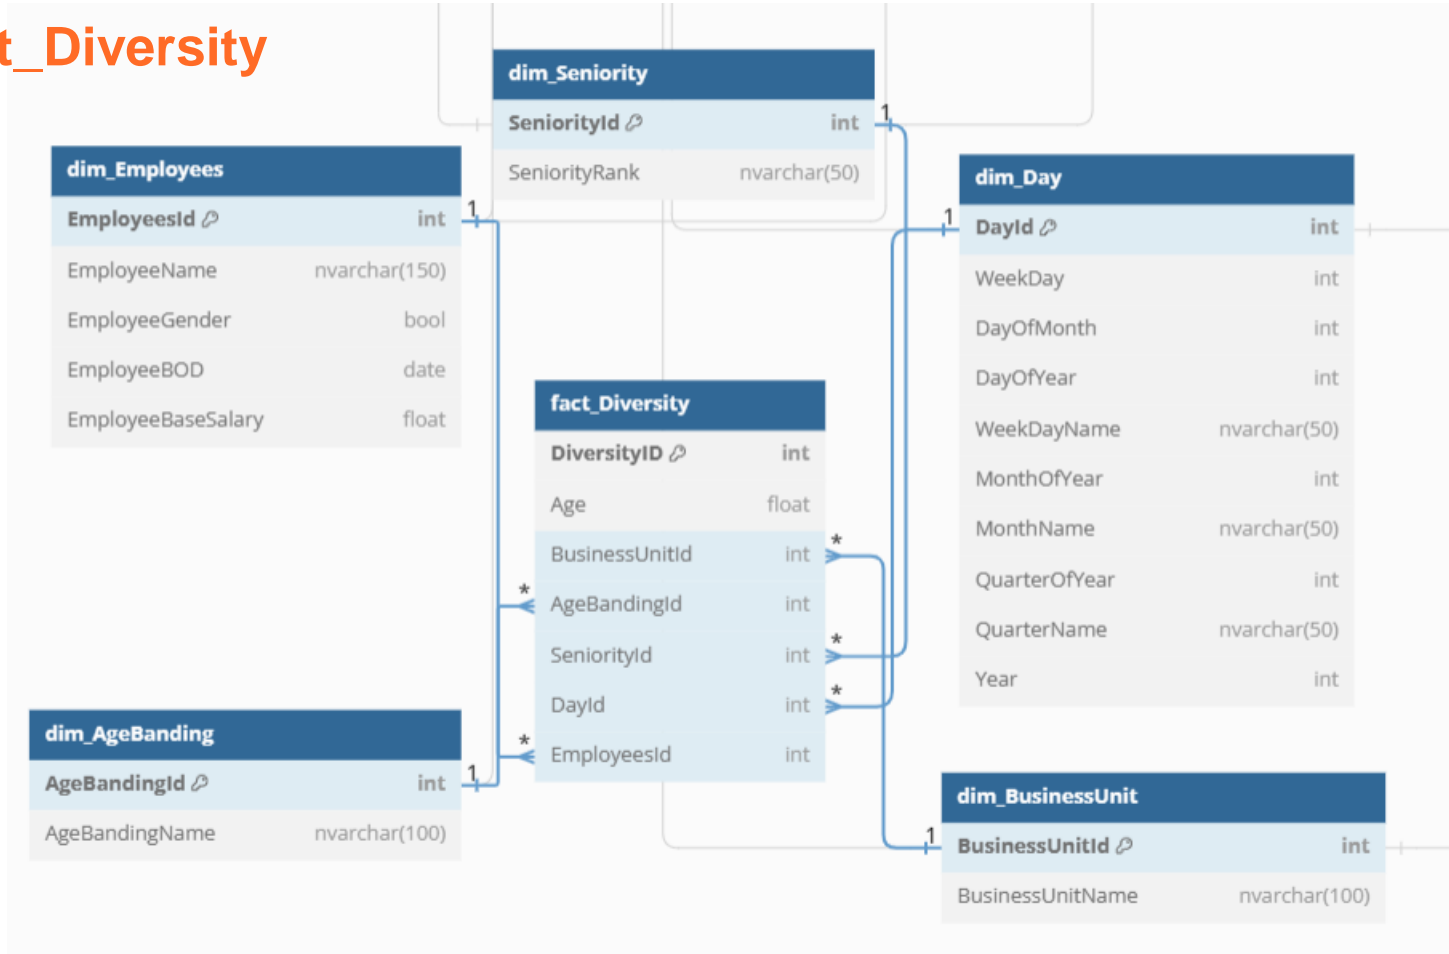 t_Diversity
dim_Seniority
SeniorityId int
SeniorityRank nvarchar(50)
1
dim_Employees
EmployeesId int
EmployeeName nvarchar(150)
EmployeeGender bool
EmployeeBOD date
EmployeeBaseSalary float
1
dim_Day
DayId int
WeekDay int
DayOfMonth int
DayOfYear int
WeekDayName nvarchar(50)
MonthOfYear int
MonthName nvarchar(50)
QuarterOfYear int
QuarterName nvarchar(50)
Year int
1
fact_Diversity
DiversityID int
Age float
BusinessUnitId int *
* AgeBandingId int
SeniorityId int *
DayId int *
* EmployeesId int
dim_AgeBanding
AgeBandingId int
AgeBandingName nvarchar(100)
1
dim_BusinessUnit
1
BusinessUnitId int
BusinessUnitName nvarchar(100)